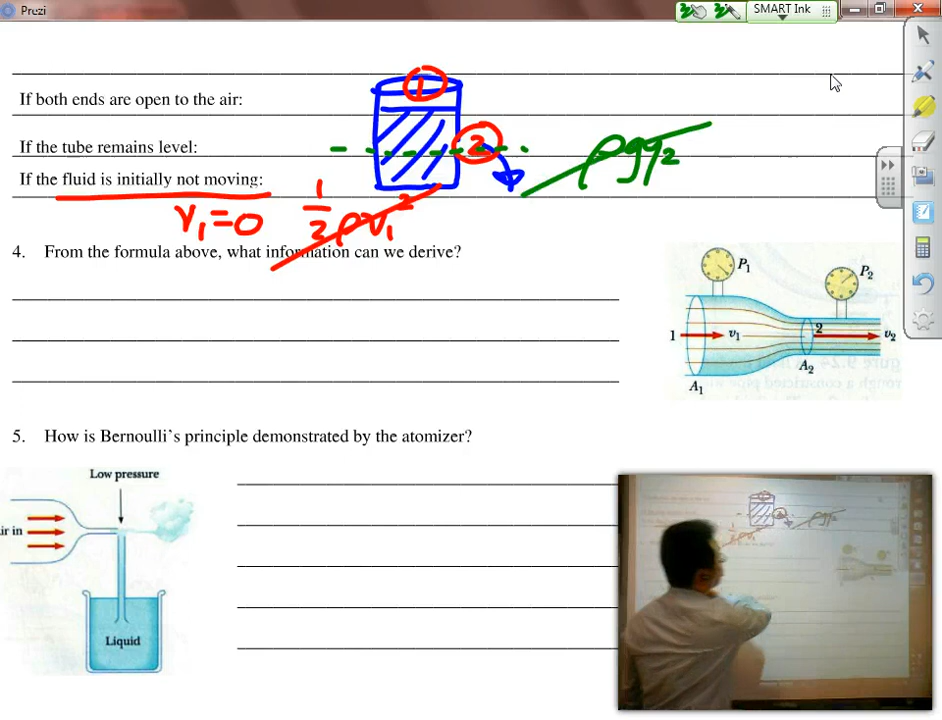 Prezi
SMART Ink
If both ends are open to the air:
1
If the tube remains level:
2
ρgy₂
If the fluid is initially not moving:
v₁=0
½ρv₁²
4. From the formula above, what information can we derive?
P₁
P₂
1
v₁
2
v₂
A₂
A₁
5. How is Bernoulli's principle demonstrated by the atomizer?
Low pressure
ir in
Liquid